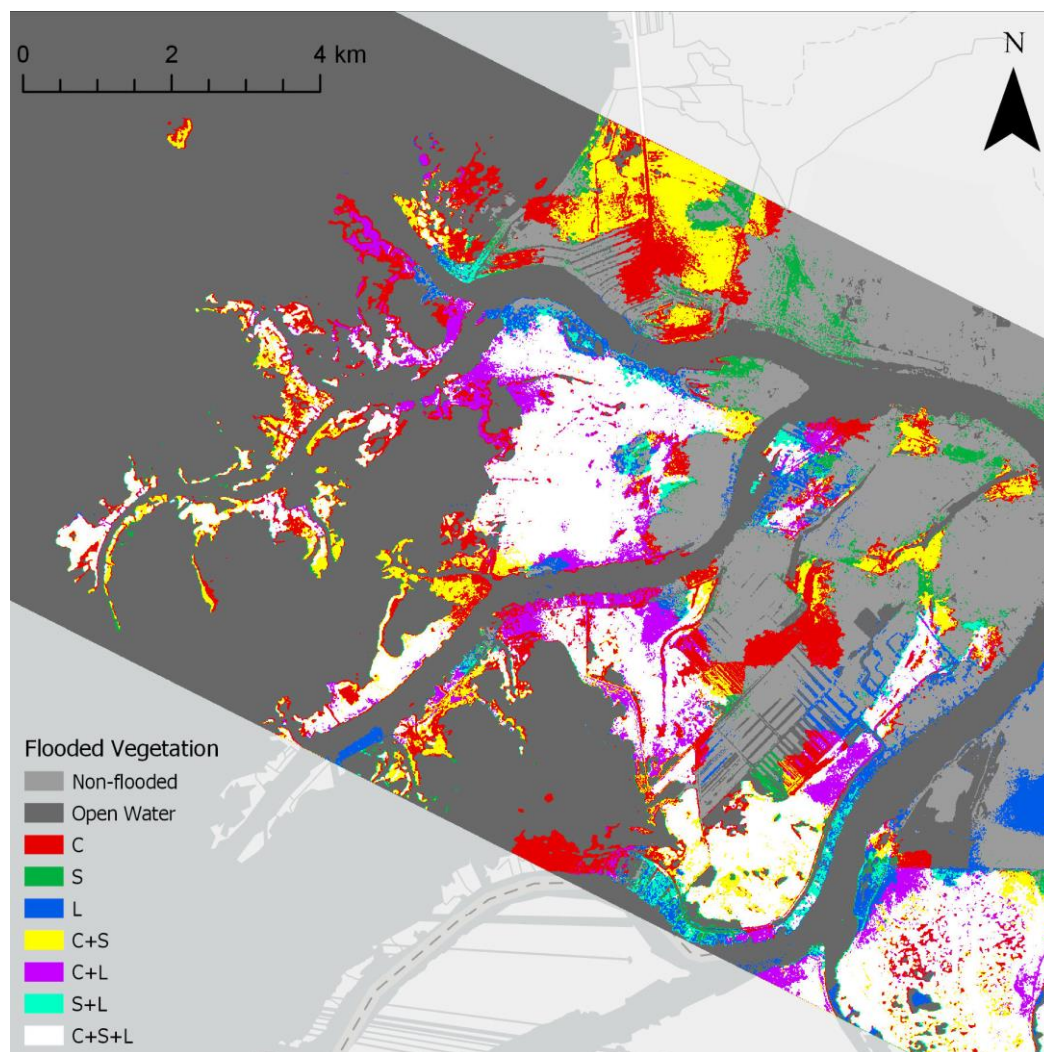 0 2 4 km
N
Flooded Vegetation
Non-flooded
Open Water
C
S
L
C+S
C+L
S+L
C+S+L